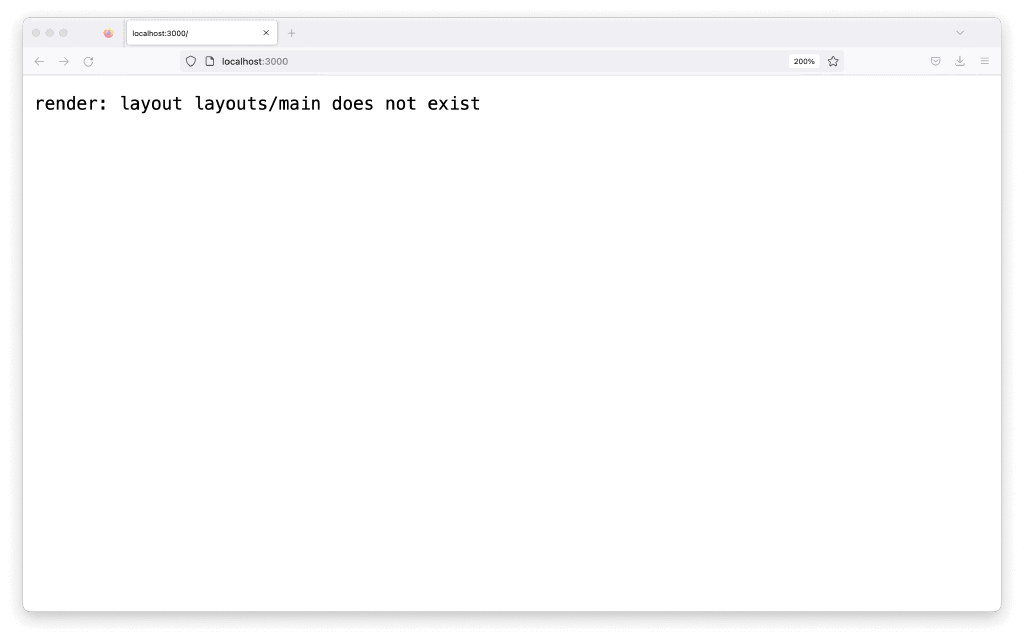 localhost:3000/
localhost:3000
200%
render: layout layouts/main does not exist